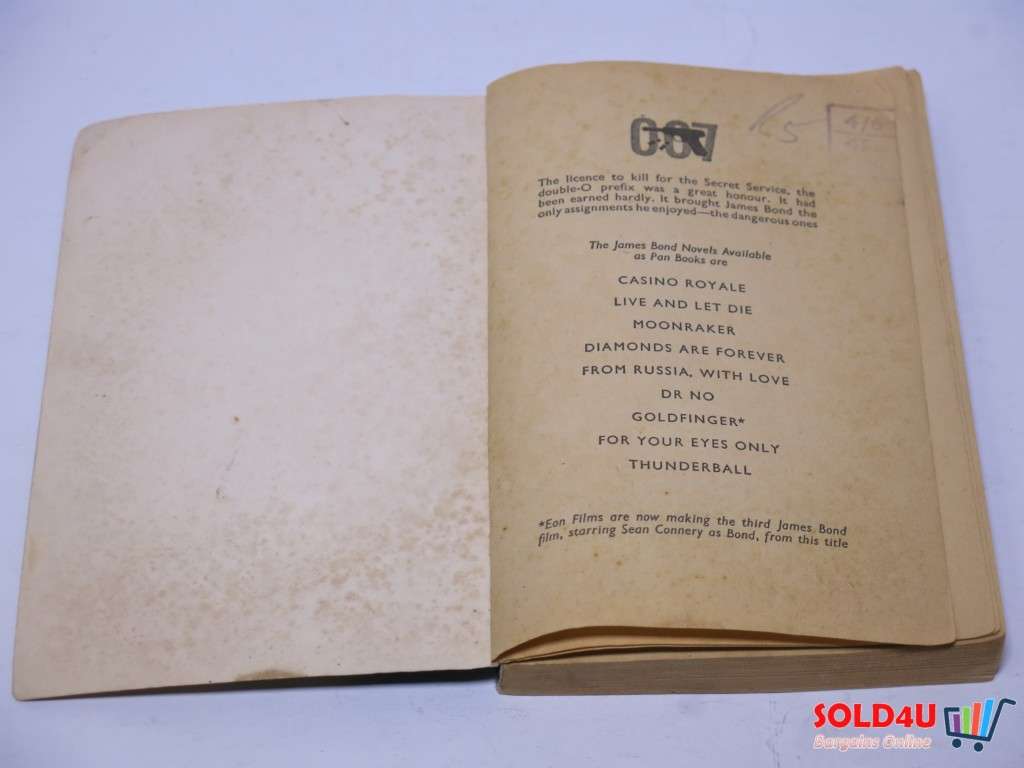 007
R5
4/6
The licence to kill for the Secret Service, the
double-O prefix was a great honour. It had
been earned hardly. It brought James Bond the
only assignments he enjoyed—the dangerous ones
The James Bond Novels Available
as Pan Books are
CASINO ROYALE
LIVE AND LET DIE
MOONRAKER
DIAMONDS ARE FOREVER
FROM RUSSIA, WITH LOVE
DR NO
GOLDFINGER*
FOR YOUR EYES ONLY
THUNDERBALL
*Eon Films are now making the third James Bond
film, starring Sean Connery as Bond, from this title
SOLD4U
Bargains Online